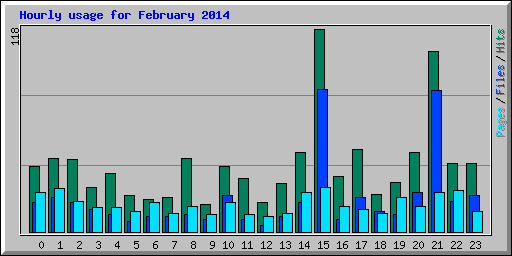 Hourly usage for February 2014
118
Pages/Files/Hits
0 1 2 3 4 5 6 7 8 9 10 11 12 13 14 15 16 17 18 19 20 21 22 23